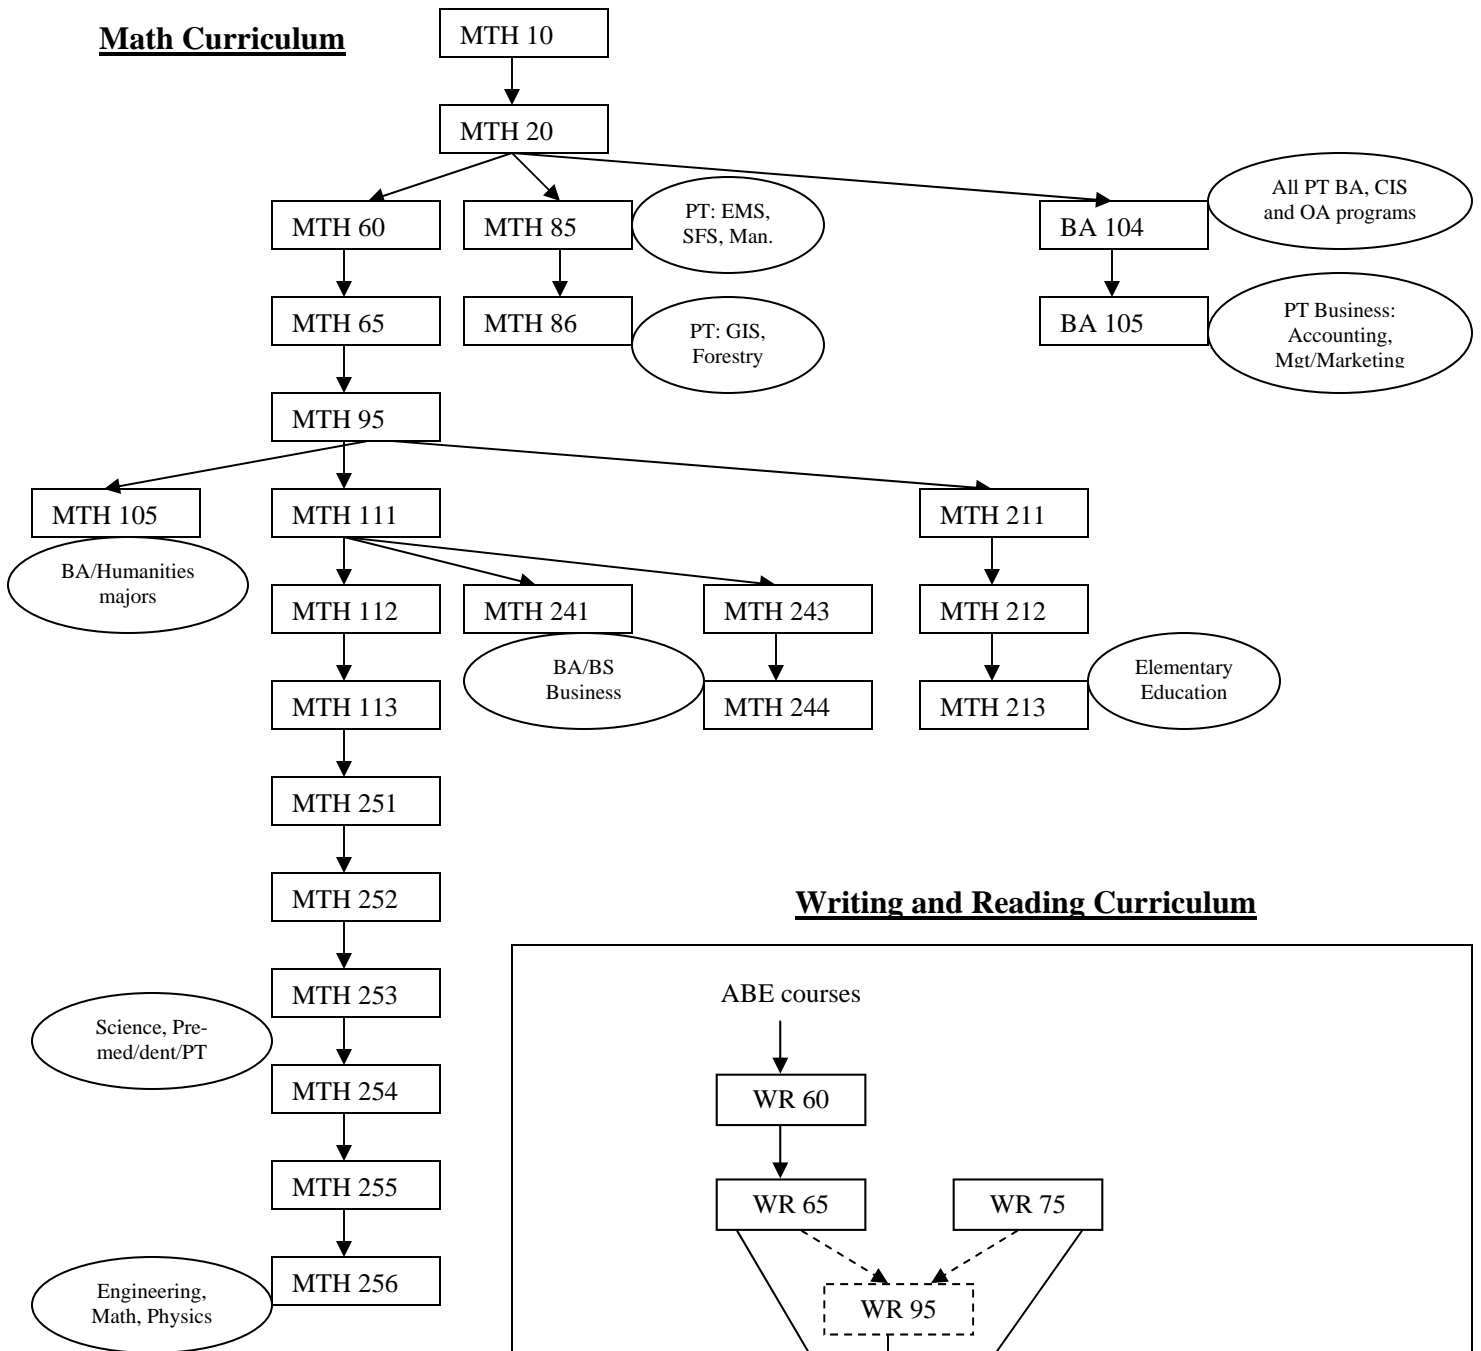 Math Curriculum
MTH 10
MTH 20
All PT BA, CIS
and OA programs
MTH 60
MTH 85
PT: EMS,
SFS, Man.
BA 104
MTH 65
MTH 86
PT: GIS,
Forestry
BA 105
PT Business:
Accounting,
Mgt/Marketing
MTH 95
MTH 105
MTH 111
MTH 211
BA/Humanities
majors
MTH 112
MTH 241
MTH 243
MTH 212
BA/BS
Business
Elementary
Education
MTH 113
MTH 244
MTH 213
MTH 251
MTH 252
Writing and Reading Curriculum
MTH 253
ABE courses
Science, Pre-
med/dent/PT
MTH 254
WR 60
MTH 255
WR 65
WR 75
MTH 256
Engineering,
Math, Physics
WR 95